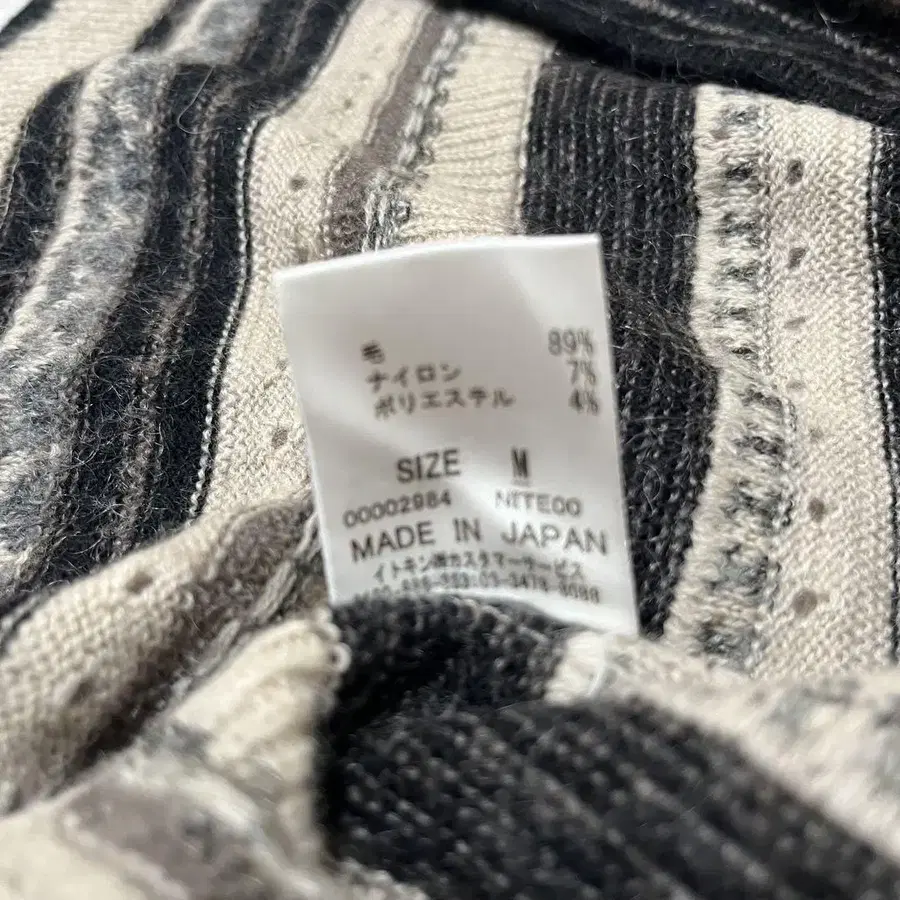 毛 89%
ナイロン 7%
ポリエステル 4%
SIZE M
00002984 NITE00
MADE IN JAPAN
イトキン㈱カスタマーサービス